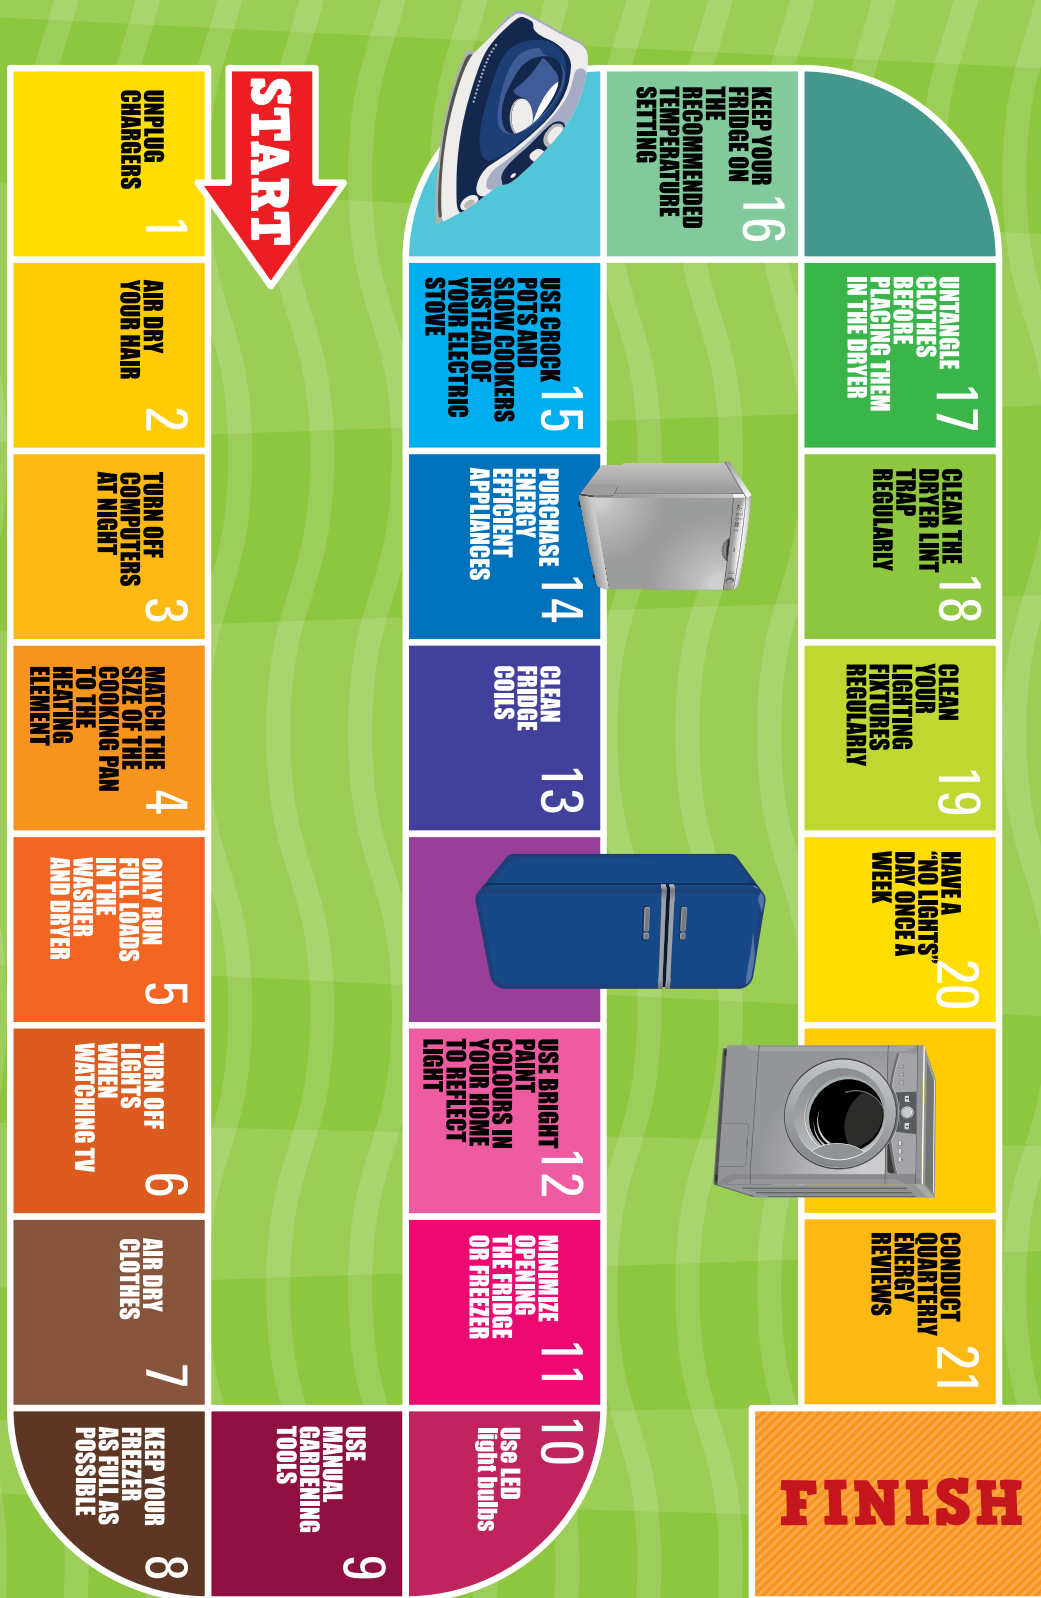 START
UNPLUG
CHARGERS
1
AIR DRY
YOUR HAIR
2
TURN OFF
COMPUTERS
AT NIGHT
3
MATCH THE
SIZE OF THE
COOKING PAN
TO THE
HEATING
ELEMENT
4
ONLY RUN
FULL LOADS
IN THE
WASHER
AND DRYER
5
TURN OFF
LIGHTS
WHEN
WATCHING TV
6
AIR DRY
CLOTHES
7
KEEP YOUR
FREEZER
AS FULL AS
POSSIBLE
8
USE
MANUAL
GARDENING
TOOLS
9
10
Use LED
light bulbs
MINIMIZE
OPENING
THE FRIDGE
OR FREEZER
11
USE BRIGHT
PAINT
COLOURS IN
YOUR HOME
TO REFLECT
LIGHT
12
CLEAN
FRIDGE
COILS
13
PURCHASE
ENERGY
EFFICIENT
APPLIANCES
14
USE CROCK
POTS AND
SLOW COOKERS
INSTEAD OF
YOUR ELECTRIC
STOVE
15
KEEP YOUR
FRIDGE ON
THE
RECOMMENDED
TEMPERATURE
SETTING
16
UNTANGLE
CLOTHES
BEFORE
PLACING THEM
IN THE DRYER
17
CLEAN THE
DRYER LINT
TRAP
REGULARLY
18
CLEAN
YOUR
LIGHTING
FIXTURES
REGULARLY
19
HAVE A
“NO LIGHTS”
DAY ONCE A
WEEK
20
CONDUCT
QUARTERLY
ENERGY
REVIEWS
21
FINISH